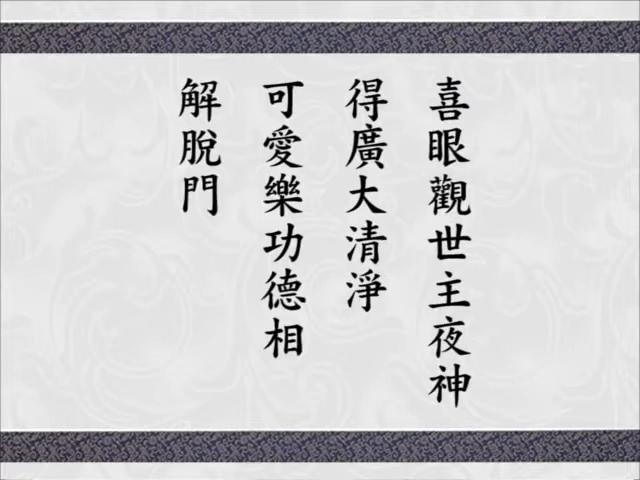 喜眼觀世主夜神
得廣大清淨
可愛樂功德相
解脫門